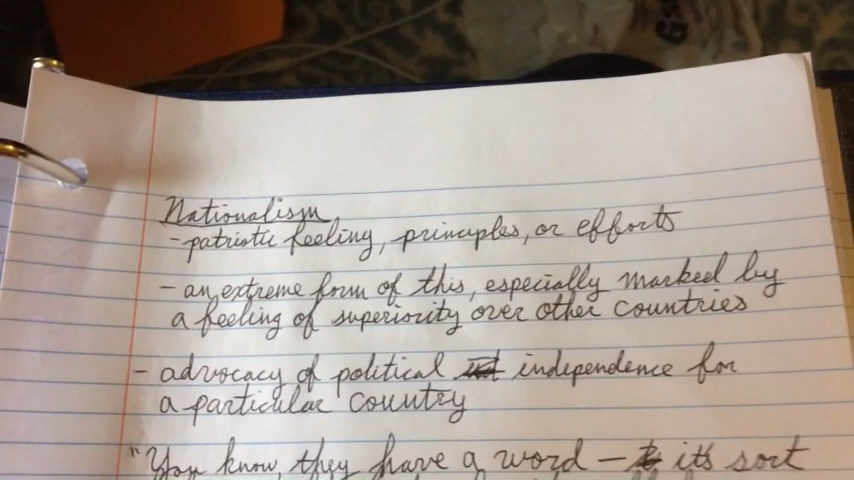 Nationalism
- patriotic feeling, principles, or efforts
- an extreme form of this, especially marked by
a feeling of superiority over other countries
- advocacy of political independence for
a particular country
"You know, they have a word – it's sort